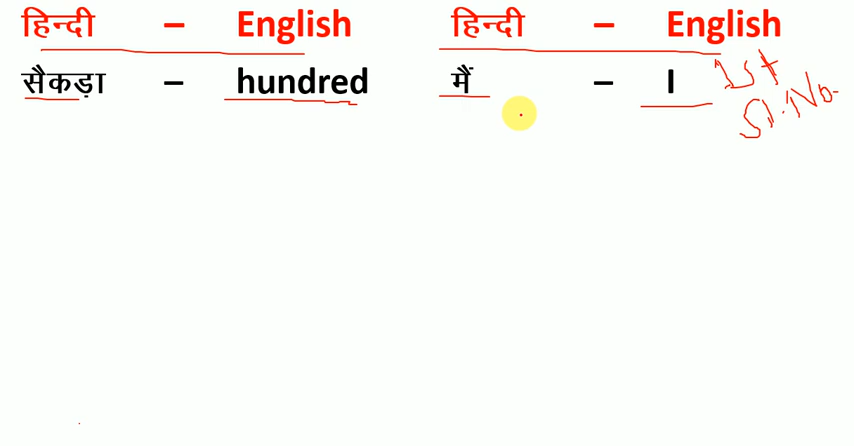 हिन्दी – English हिन्दी – English
सैकड़ा – hundred मैं – I 1st
Sl. No.